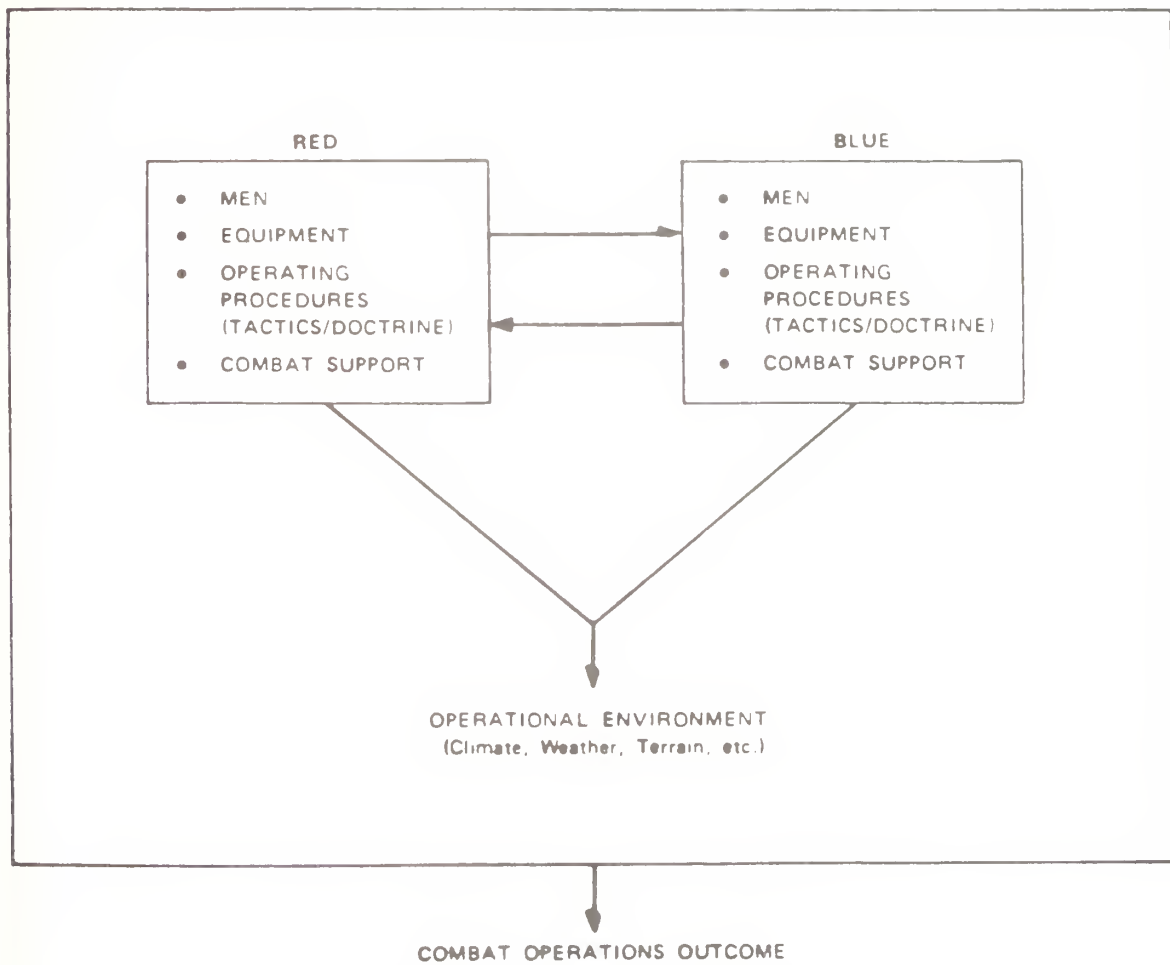 RED
• MEN
• EQUIPMENT
• OPERATING
PROCEDURES
(TACTICS/DOCTRINE)
• COMBAT SUPPORT
BLUE
• MEN
• EQUIPMENT
• OPERATING
PROCEDURES
(TACTICS/DOCTRINE)
• COMBAT SUPPORT
OPERATIONAL ENVIRONMENT
(Climate, Weather, Terrain, etc.)
COMBAT OPERATIONS OUTCOME